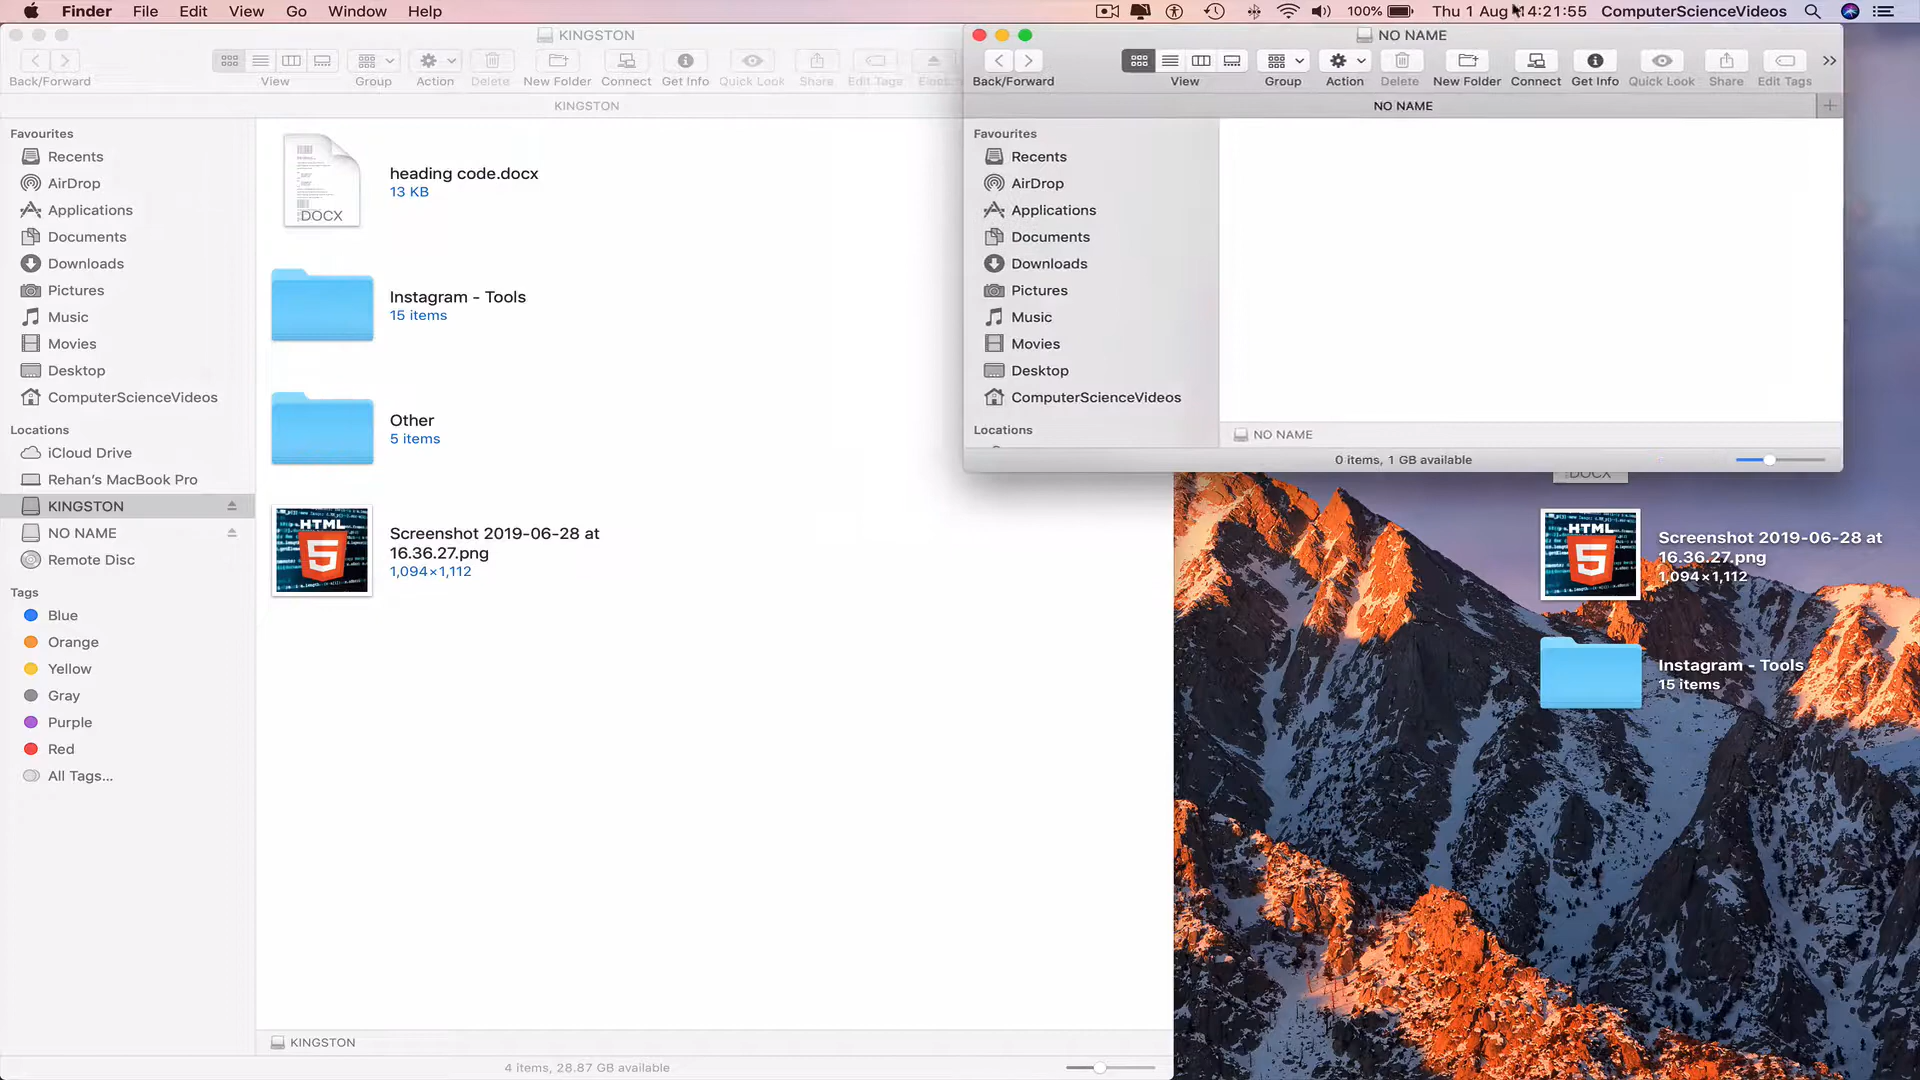 Finder File Edit View Go Window Help
100% Thu 1 Aug 14:21:55 ComputerScienceVideos
KINGSTON
Back/Forward View Group Action Delete New Folder Connect Get Info Quick Look Share Edit Tags
KINGSTON
Favourites
Recents
AirDrop
Applications
Documents
Downloads
Pictures
Music
Movies
Desktop
ComputerScienceVideos
Locations
iCloud Drive
Rehan’s MacBook Pro
KINGSTON
NO NAME
Remote Disc
Tags
Blue
Orange
Yellow
Gray
Purple
Red
All Tags...
DOCX
heading code.docx
13 KB
Instagram - Tools
15 items
Other
5 items
HTML
5
Screenshot 2019-06-28 at
16.36.27.png
1,094×1,112
KINGSTON
4 items, 28.87 GB available
NO NAME
Back/Forward View Group Action Delete New Folder Connect Get Info Quick Look Share Edit Tags
NO NAME
Favourites
Recents
AirDrop
Applications
Documents
Downloads
Pictures
Music
Movies
Desktop
ComputerScienceVideos
Locations
NO NAME
0 items, 1 GB available
DOCX
HTML
5
Screenshot 2019-06-28 at
16.36.27.png
1,094×1,112
Instagram - Tools
15 items